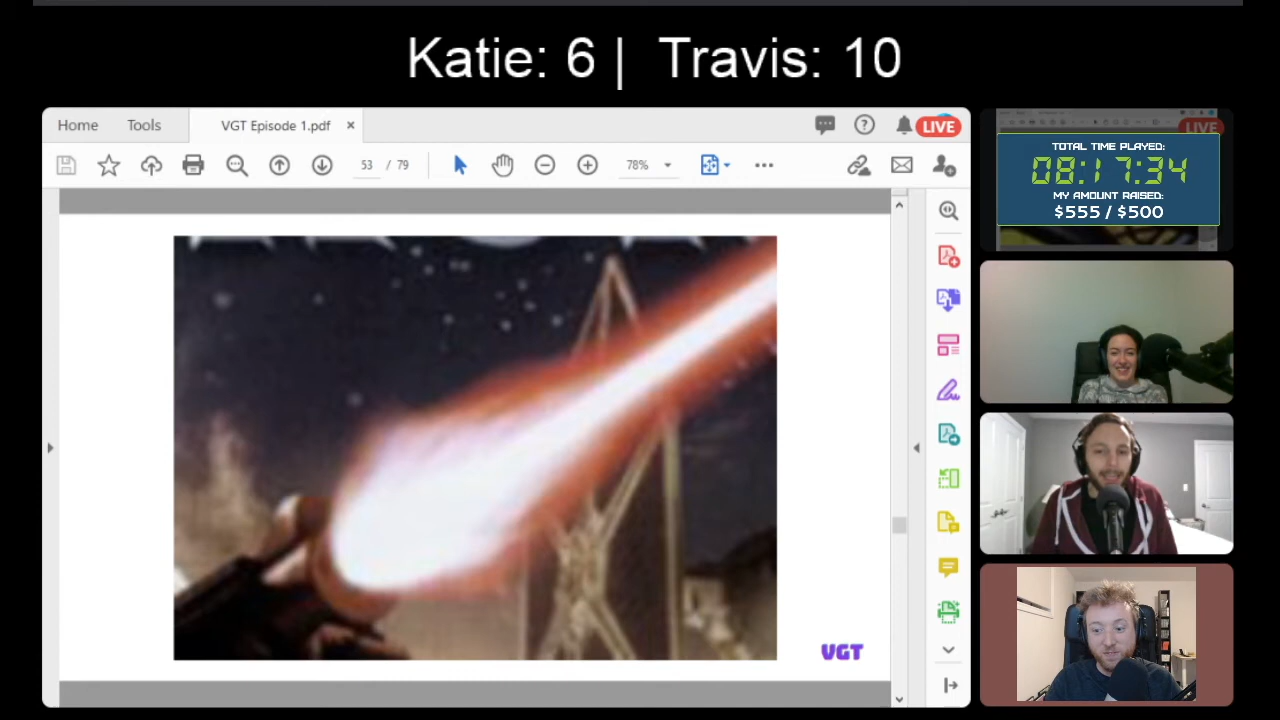 Katie: 6 | Travis: 10
Home Tools VGT Episode 1.pdf × LIVE
53 / 79 78%
VGT
LIVE
TOTAL TIME PLAYED:
08:17:34
MY AMOUNT RAISED:
$555 / $500